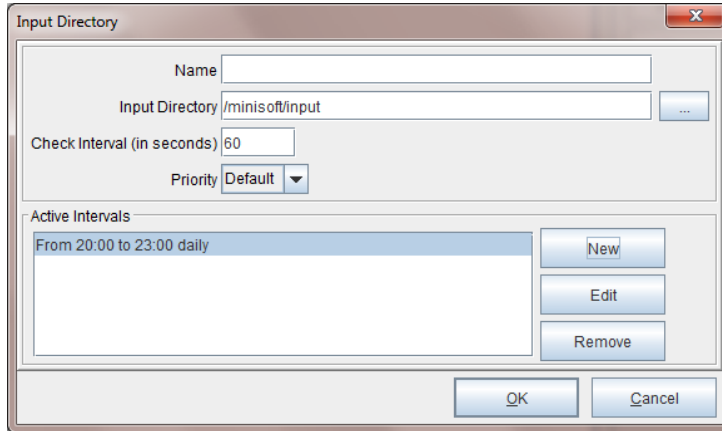 Input Directory
Name
Input Directory /minisoft/input ...
Check Interval (in seconds) 60
Priority Default
Active Intervals
From 20:00 to 23:00 daily
New
Edit
Remove
OK Cancel